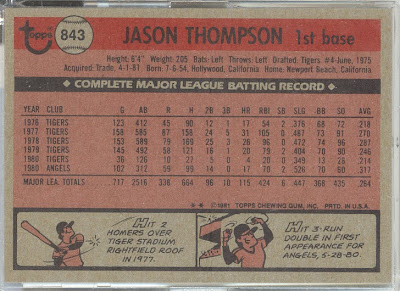 topps
843
JASON THOMPSON 1st base
Height: 6'4" Weight: 205 Bats-Left Throws Left Drafted: Tigers #4-June, 1975
Acquired: Trade, 4-1-81 Born: 7-6-54, Hollywood, California Home: Newport Beach, California
COMPLETE MAJOR LEAGUE BATTING RECORD
YEAR CLUB G AB R H 2B 3B HR RBI SB SLG BB SO AVG
1976 TIGERS 123 412 45 90 12 1 17 54 2 .376 68 72 .218
1977 TIGERS 158 585 87 158 24 5 31 105 0 .487 73 91 .270
1978 TIGERS 153 589 79 169 25 3 26 96 0 .472 74 96 .287
1979 TIGERS 145 492 58 121 16 1 20 79 2 .404 70 90 .246
1980 TIGERS 36 126 10 27 5 0 4 20 0 .349 13 26 .214
1980 ANGELS 102 312 59 99 14 0 17 70 2 .526 70 60 .317
MAJOR LEA. TOTALS 717 2516 338 664 96 10 115 424 6 .447 368 435 .264
* * © 1981 TOPPS CHEWING GUM, INC. PRTD. IN U.S.A.
HIT 2
HOMERS OVER
TIGER STADIUM
RIGHTFIELD ROOF
IN 1977.
HIT 3-RUN
DOUBLE IN FIRST
APPEARANCE FOR
ANGELS, 5-28-80.